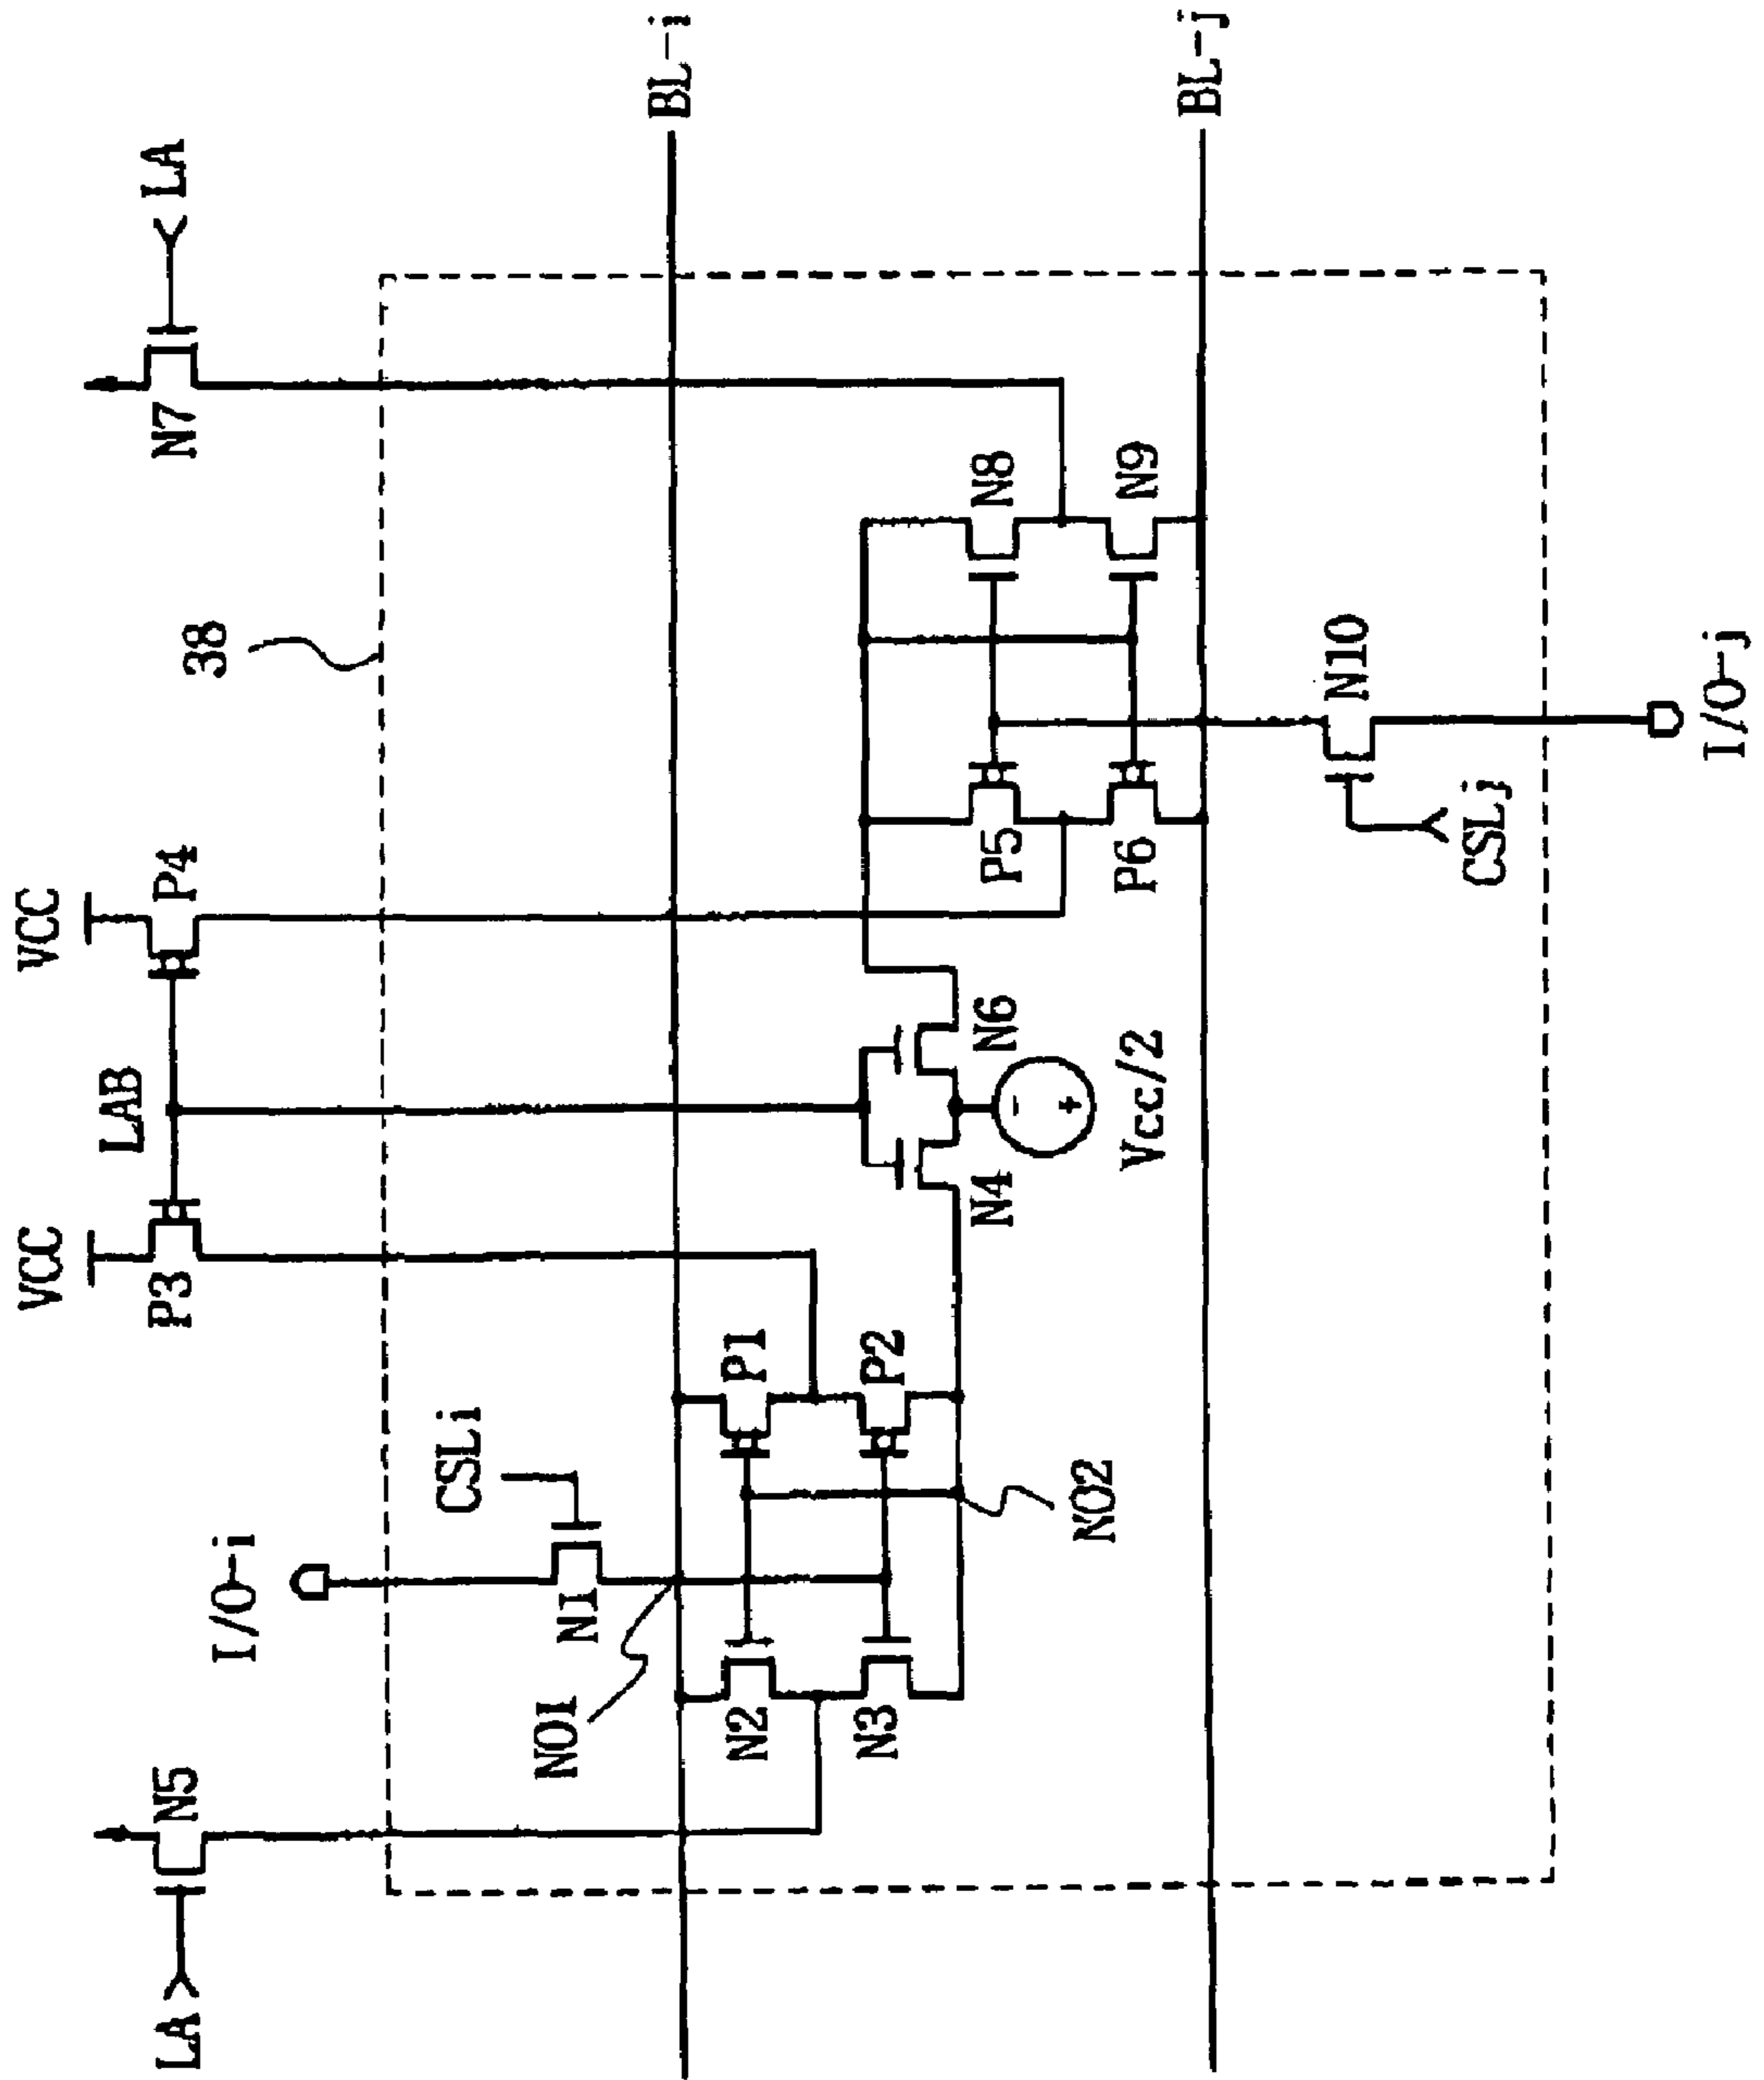 VCC
VCC
LAB
LA
N5
P3
P4
N7
LA
38
I/O-i
CSLi
NO1
N1
BL-i
N2
P1
N3
P2
N4
N6
P5
N8
NO2
Vcc/2
P6
N9
BL-j
N10
CSLj
I/O-j